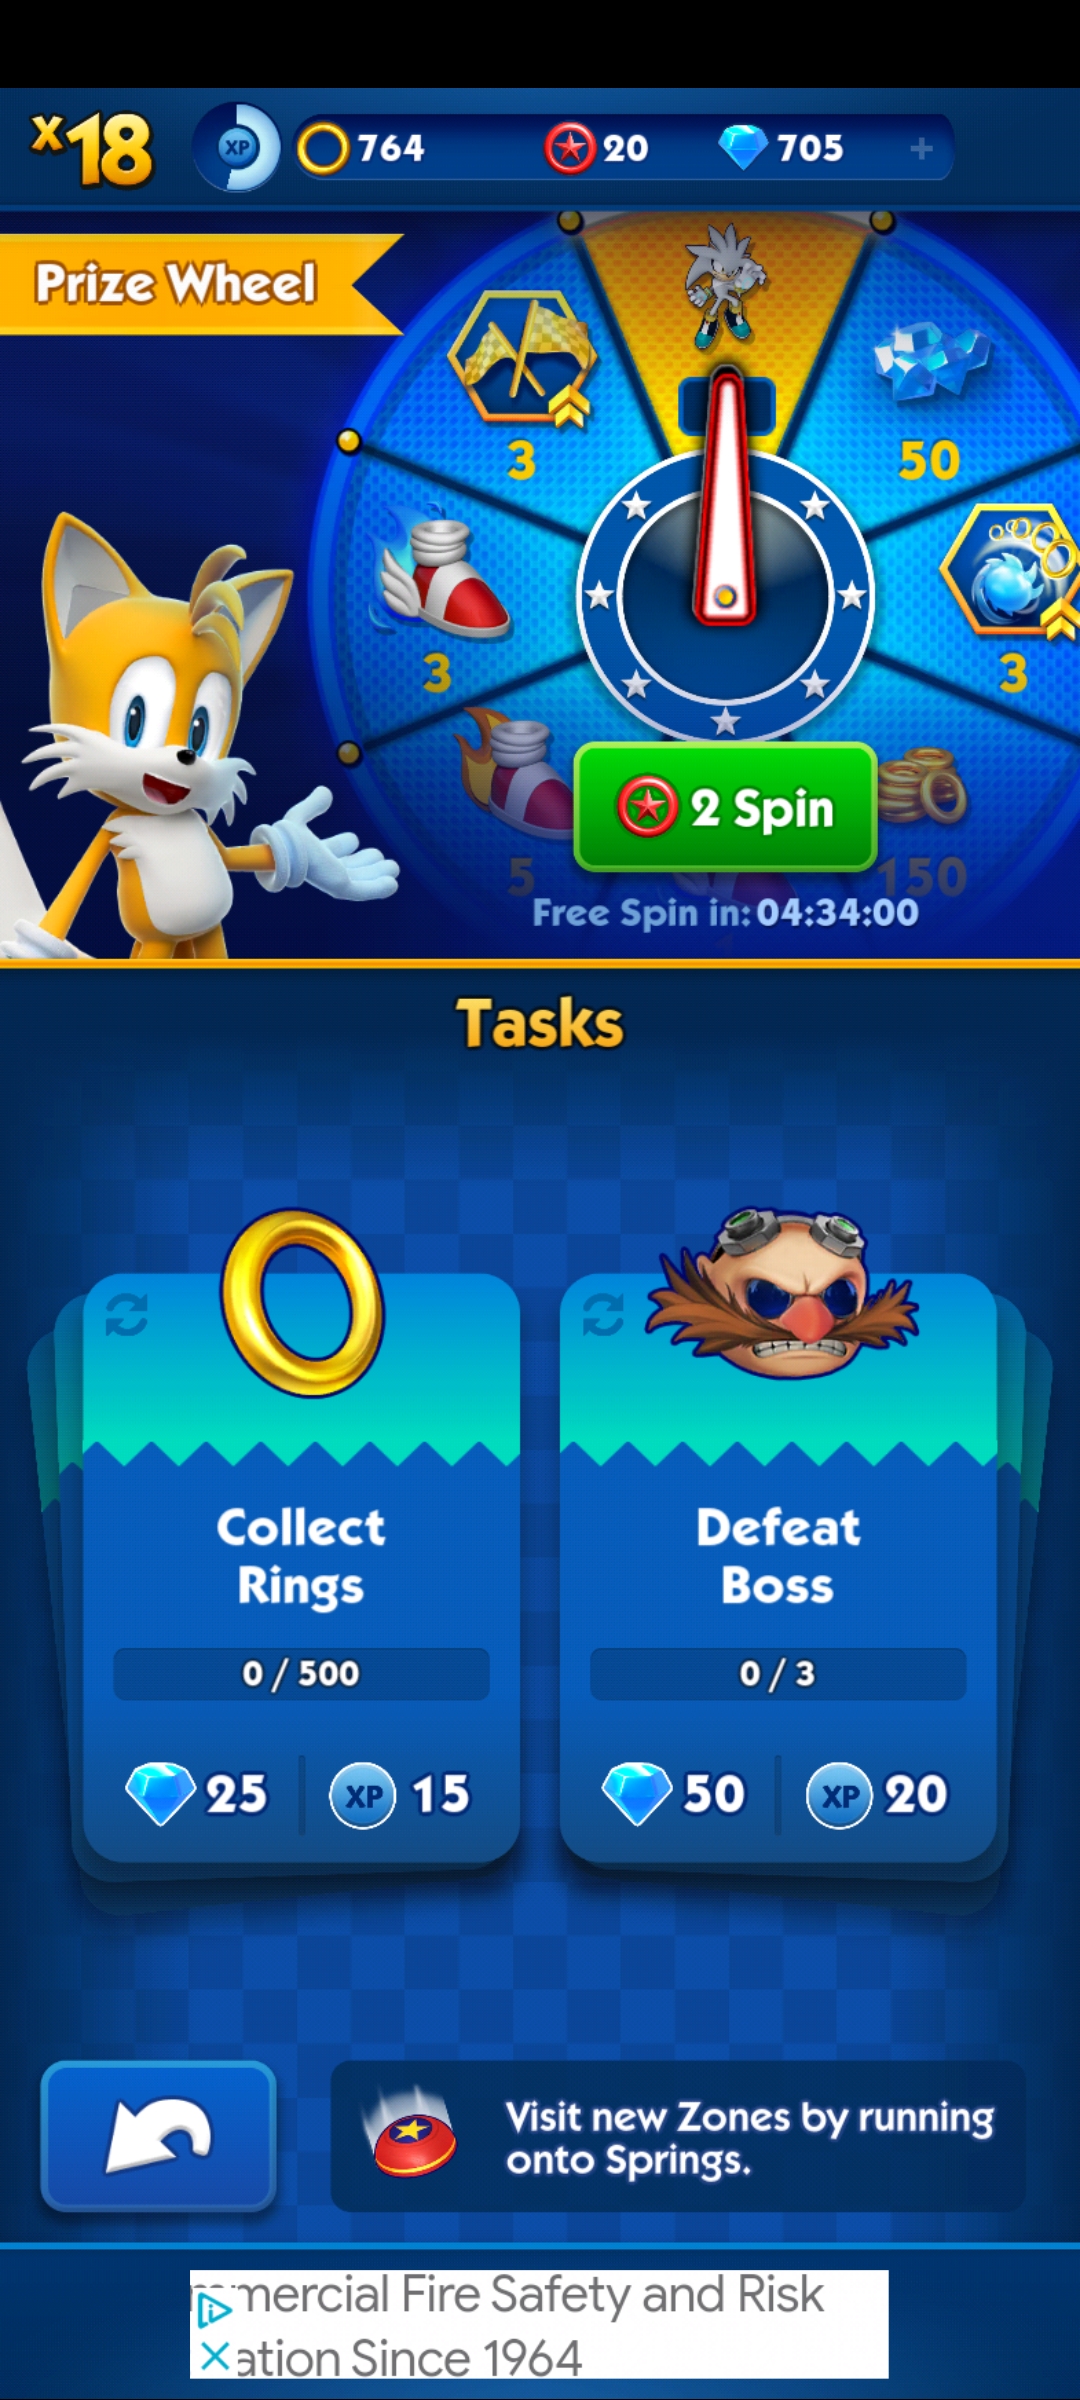 x18
XP
764
20
705
+
Prize Wheel
3
50
3
3
2 Spin
5
150
Free Spin in: 04:34:00
Tasks
Collect
Rings
0 / 500
25
XP
15
Defeat
Boss
0 / 3
50
XP
20
Visit new Zones by running
onto Springs.
Fire Safety and Risk
Since 1964